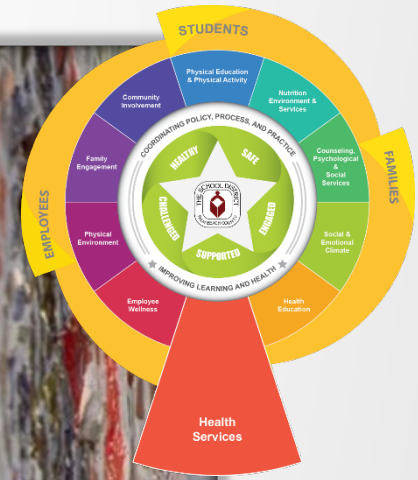 STUDENTS
Physical Education
& Physical Activity
Nutrition
Environment &
Services
Counseling,
Psychological
&
Social
Services
Social &
Emotional
Climate
Health
Education
Health
Services
Employee
Wellness
Physical
Environment
Family
Engagement
Community
Involvement
FAMILIES
EMPLOYEES
COORDINATING POLICY, PROCESS, AND PRACTICE
IMPROVING LEARNING AND HEALTH
HEALTHY
SAFE
ENGAGED
SUPPORTED
CHALLENGED
THE SCHOOL DISTRICT
PALM BEACH COUNTY